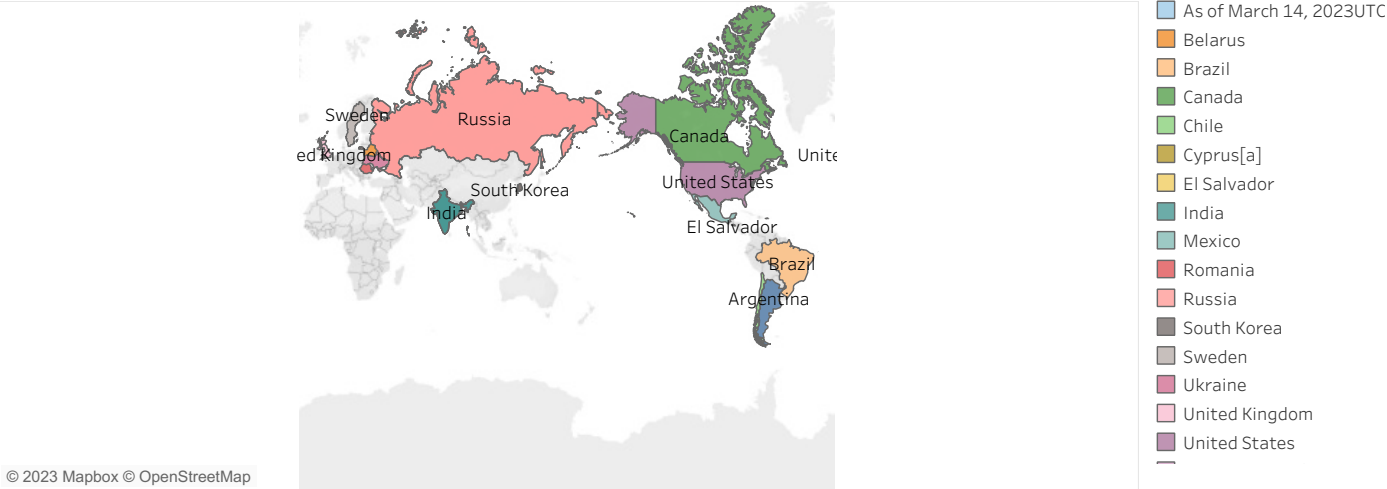 Sweden
Russia
ed Kingdom
South Korea
India
Canada
Unite
United States
El Salvador
Brazil
Argentina
As of March 14, 2023UTC
Belarus
Brazil
Canada
Chile
Cyprus[a]
El Salvador
India
Mexico
Romania
Russia
South Korea
Sweden
Ukraine
United Kingdom
United States
© 2023 Mapbox © OpenStreetMap